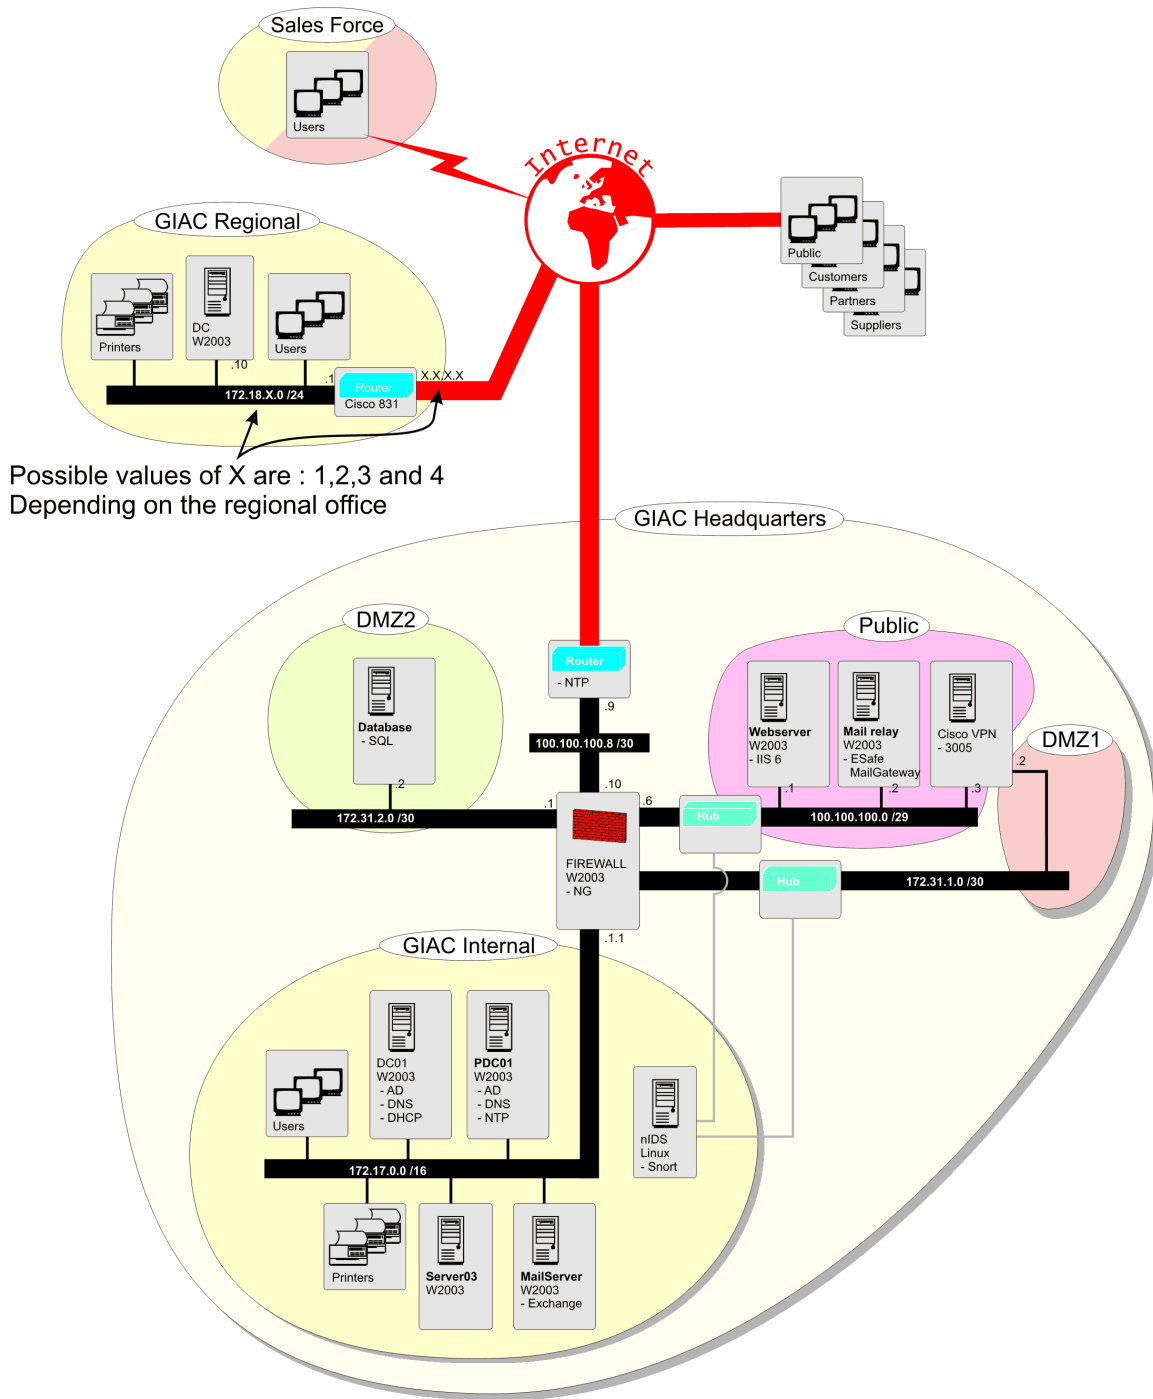 Sales Force
Users
Internet
GIAC Regional
Printers
DC
W2003
.10
Users
.1
172.18.X.0 /24
Router
Cisco 831
X.X.X.X
Public
Customers
Partners
Suppliers
Possible values of X are : 1,2,3 and 4
Depending on the regional office
GIAC Headquarters
DMZ2
Database
- SQL
.2
172.31.2.0 /30
.1
Router
- NTP
.9
100.100.100.8 /30
.10
.6
FIREWALL
W2003
- NG
.1.1
Public
Webserver
W2003
- IIS 6
.1
Mail relay
W2003
- ESafe
MailGateway
.2
Cisco VPN
- 3005
.3
Hub
100.100.100.0 /29
DMZ1
.2
Hub
172.31.1.0 /30
GIAC Internal
Users
DC01
W2003
- AD
- DNS
- DHCP
PDC01
W2003
- AD
- DNS
- NTP
172.17.0.0 /16
Printers
Server03
W2003
MailServer
W2003
- Exchange
nIDS
Linux
- Snort